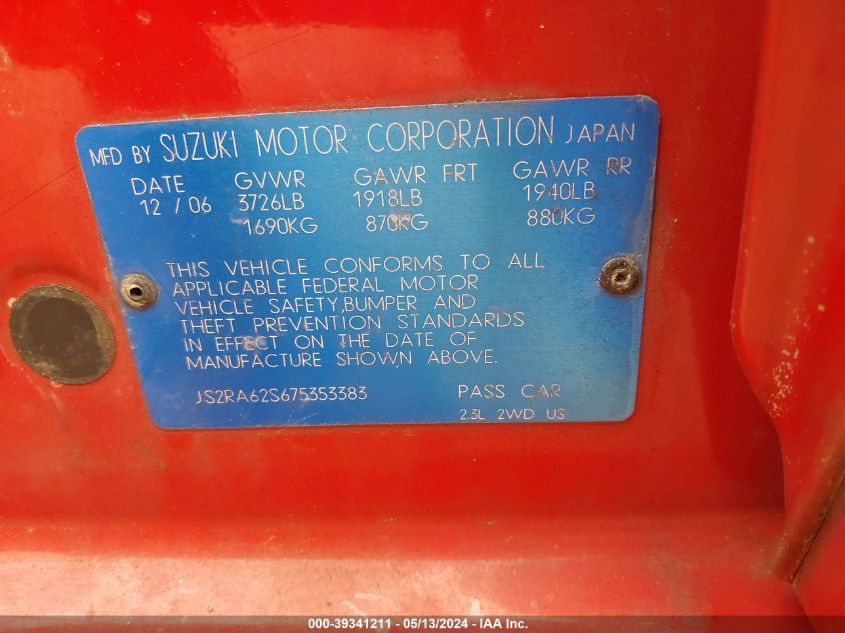 MFD BY SUZUKI MOTOR CORPORATION JAPAN
DATE GVWR GAWR FRT GAWR RR
12 / 06 3726LB 1918LB 1940LB
1690KG 870KG 880KG
THIS VEHICLE CONFORMS TO ALL
APPLICABLE FEDERAL MOTOR
VEHICLE SAFETY,BUMPER AND
THEFT PREVENTION STANDARDS
IN EFFECT ON THE DATE OF
MANUFACTURE SHOWN ABOVE.
JS2RA62S675353383 PASS CAR
2.3L 2WD US
000-39341211 - 05/13/2024 - IAA Inc.